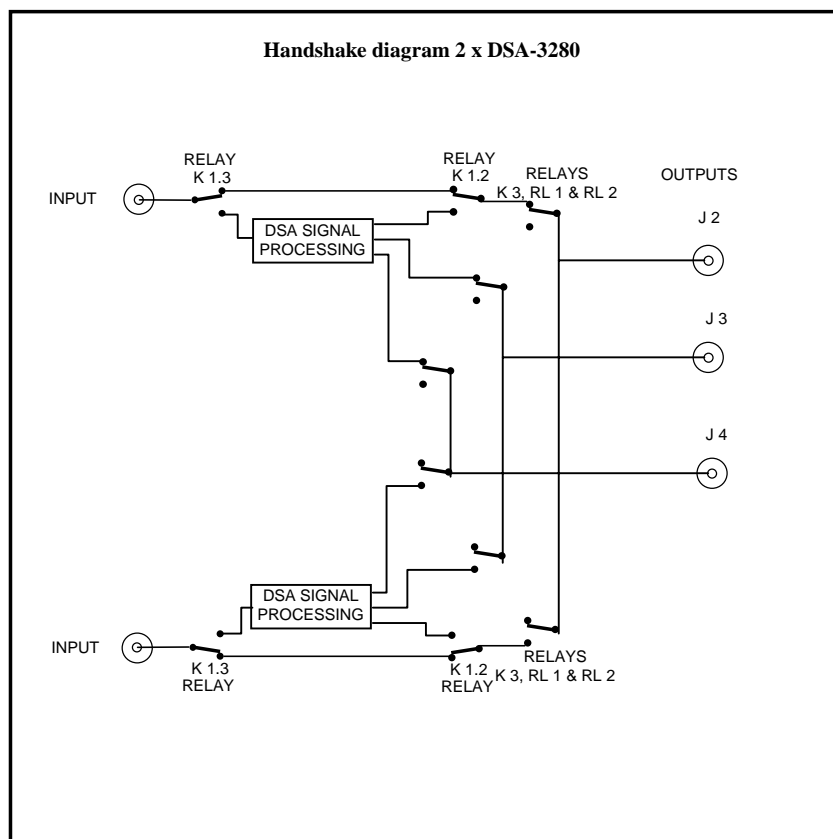 Handshake diagram 2 x DSA-3280
RELAY
K 1.3
RELAY
K 1.2
RELAYS
K 3, RL 1 & RL 2
OUTPUTS
INPUT
J 2
DSA SIGNAL
PROCESSING
J 3
J 4
DSA SIGNAL
PROCESSING
INPUT
K 1.3
RELAY
K 1.2
RELAY
RELAYS
K 3, RL 1 & RL 2